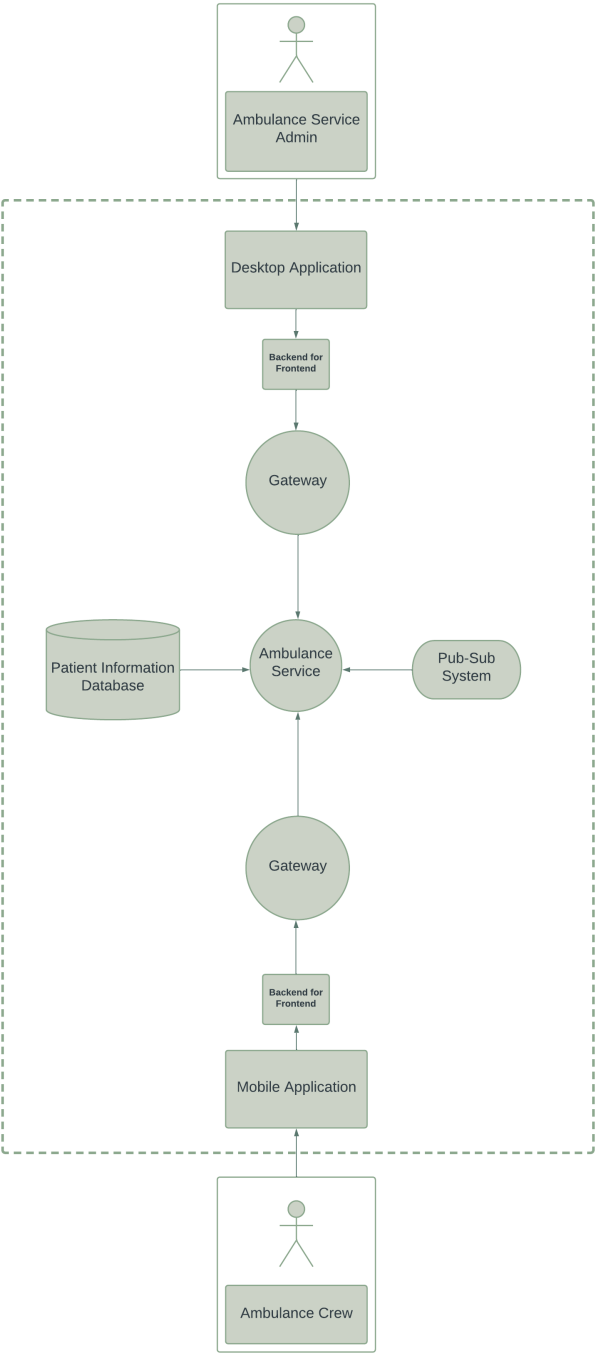 Ambulance Service
Admin
Desktop Application
Backend for
Frontend
Gateway
Ambulance
Service
Patient Information
Database
Pub-Sub
System
Gateway
Backend for
Frontend
Mobile Application
Ambulance Crew